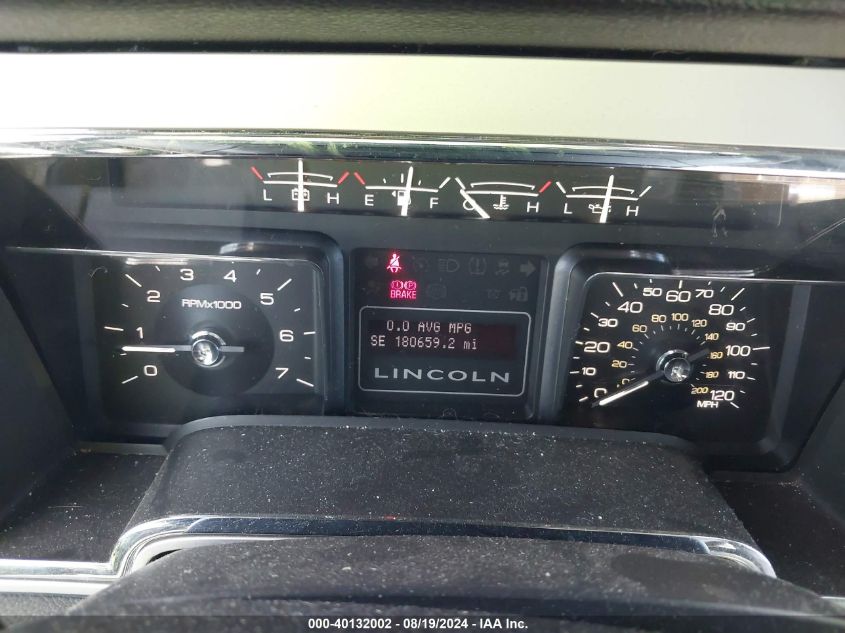 L H E F C H L H
1 2 3 4 5 6 7 0
RPMx1000
BRAKE
0.0 AVG MPG
SE 180659.2 mi
LINCOLN
0 10 20 30 40 50 60 70 80 90 100 110 120
MPH
0 20 40 60 80 100 120 140 160 180 200
000-40132002 - 08/19/2024 - IAA Inc.